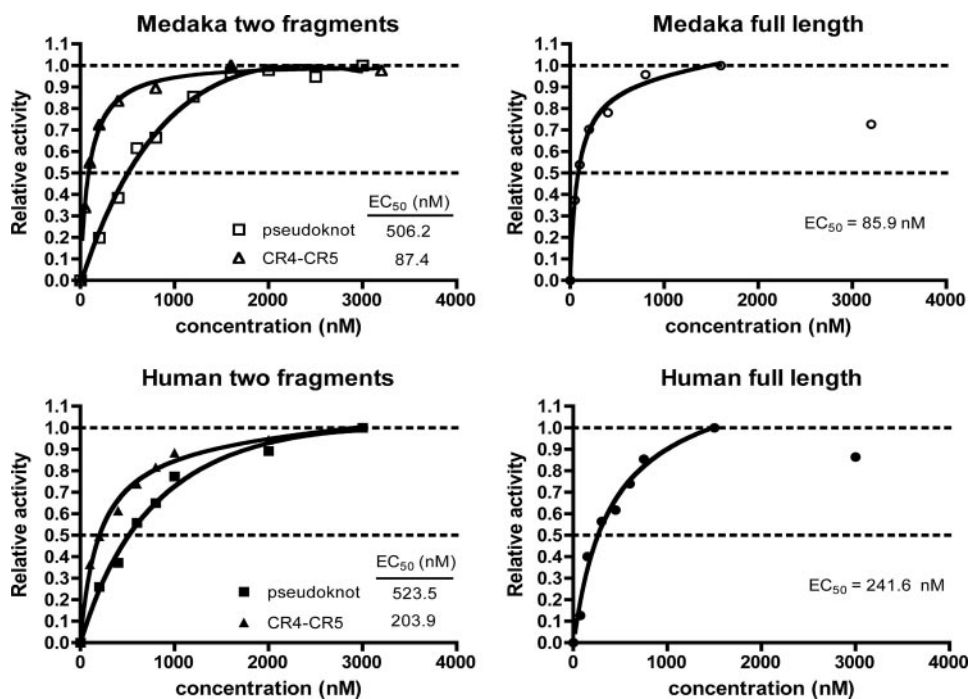 Medaka two fragments
Relative activity
1.1
1.0
0.9
0.8
0.7
0.6
0.5
0.4
0.3
0.2
0.1
0.0
EC50 (nM)
pseudoknot 506.2
CR4-CR5 87.4
0 1000 2000 3000 4000
concentration (nM)
Medaka full length
Relative activity
1.1
1.0
0.9
0.8
0.7
0.6
0.5
0.4
0.3
0.2
0.1
0.0
EC50 = 85.9 nM
0 1000 2000 3000 4000
concentration (nM)
Human two fragments
Relative activity
1.1
1.0
0.9
0.8
0.7
0.6
0.5
0.4
0.3
0.2
0.1
0.0
EC50 (nM)
pseudoknot 523.5
CR4-CR5 203.9
0 1000 2000 3000 4000
concentration (nM)
Human full length
Relative activity
1.1
1.0
0.9
0.8
0.7
0.6
0.5
0.4
0.3
0.2
0.1
0.0
EC50 = 241.6 nM
0 1000 2000 3000 4000
concentration (nM)